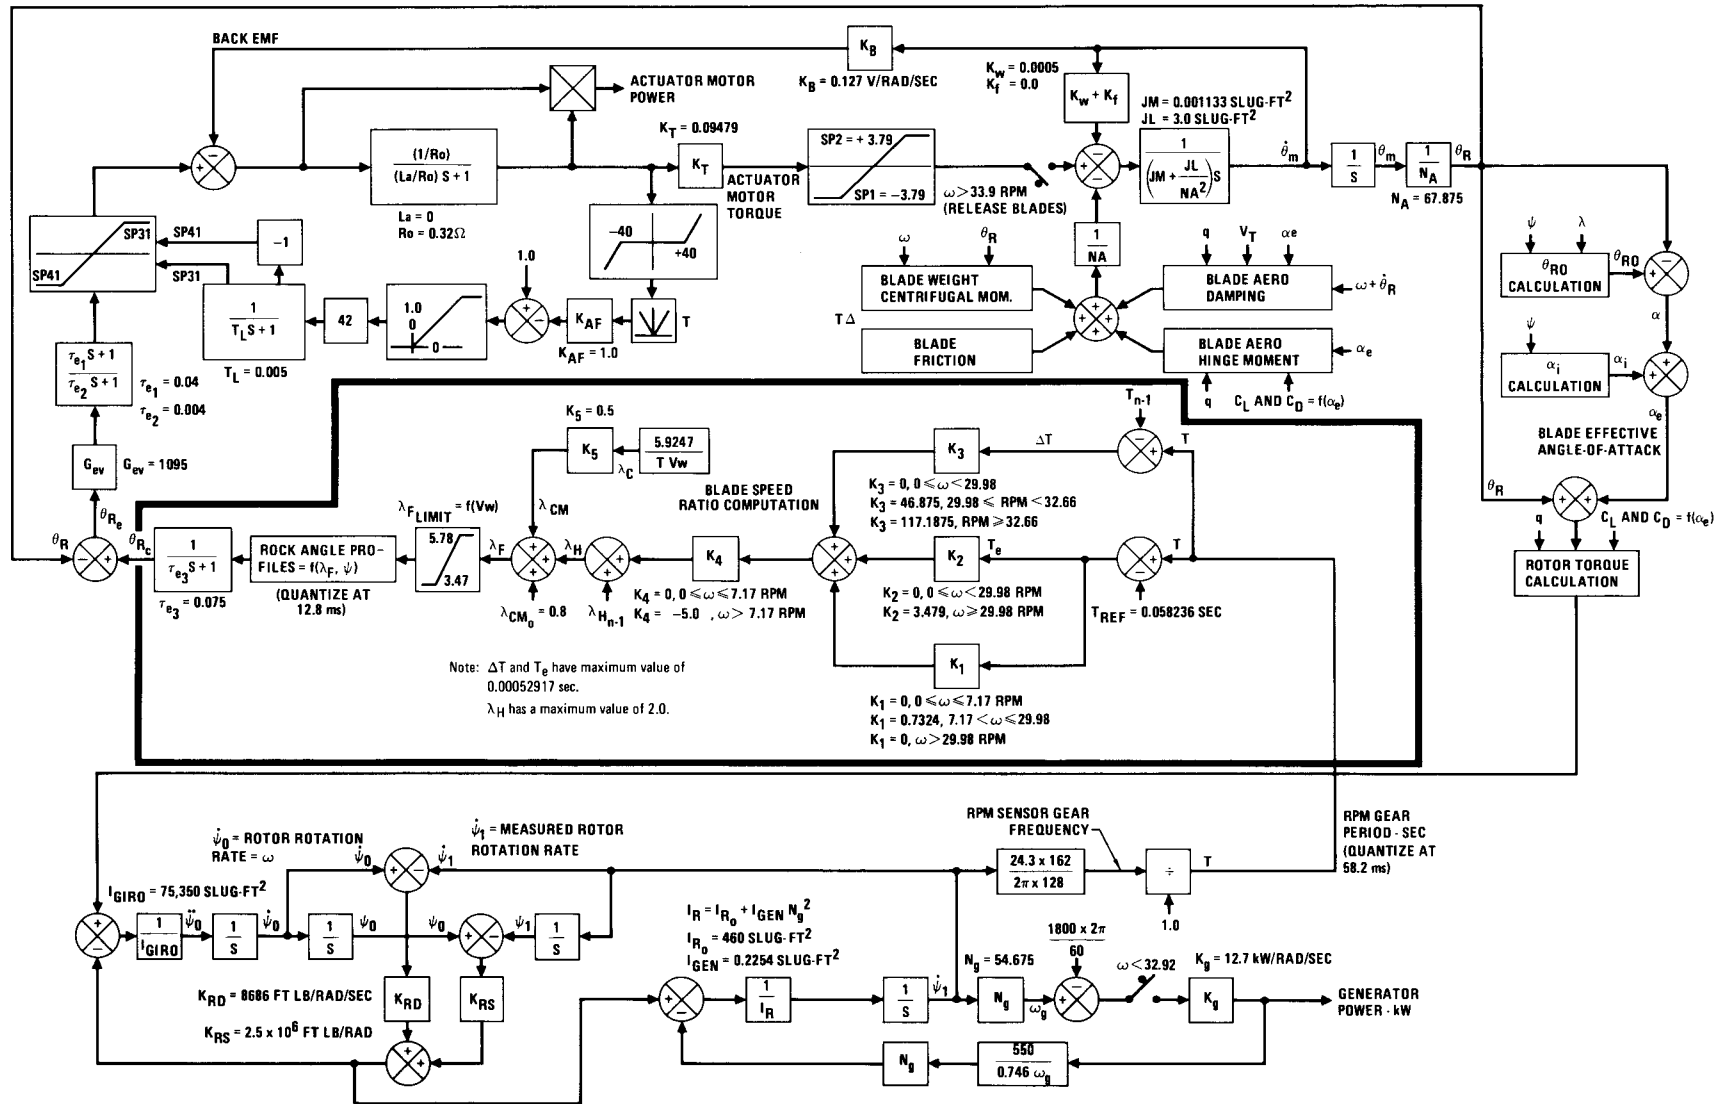 BACK EMF
K_B
K_B = 0.127 V/RAD/SEC
ACTUATOR MOTOR
POWER
K_w = 0.0005
K_f = 0.0
K_w + K_f
JM = 0.001133 SLUG-FT²
JL = 3.0 SLUG-FT²
(1/Ro)
(La/Ro) S + 1
La = 0
Ro = 0.32Ω
K_T = 0.09479
K_T
ACTUATOR
MOTOR
TORQUE
SP2 = + 3.79
SP1 = −3.79
ω > 33.9 RPM
(RELEASE BLADES)
1
(JM + JL/NA²) S
θ̇_m
1
S
θ_m
1
N_A
θ_R
N_A = 67.875
SP31
SP41
SP41
SP31
−1
1
T_L S + 1
T_L = 0.005
42
1.0
0
0
1.0
K_AF
K_AF = 1.0
−40
+40
T
1
NA
ω
θ_R
BLADE WEIGHT
CENTRIFUGAL MOM.
T Δ
BLADE
FRICTION
q
V_T
αe
BLADE AERO
DAMPING
ω + θ̇_R
BLADE AERO
HINGE MOMENT
α_e
q
C_L AND C_D = f(α_e)
ψ
λ
θ_RO
CALCULATION
θ_RO
α
ψ
α_i
CALCULATION
α_i
α_e
BLADE EFFECTIVE
ANGLE-OF-ATTACK
θ_R
q
C_L AND C_D = f(α_e)
ROTOR TORQUE
CALCULATION
τ_e1 S + 1
τ_e2 S + 1
τ_e1 = 0.04
τ_e2 = 0.004
G_ev
G_ev = 1095
θ_Re
θ_R
θ_Rc
1
τ_e3 S + 1
τ_e3 = 0.075
ROCK ANGLE PRO-
FILES = f(λ_F, ψ)
(QUANTIZE AT
12.8 ms)
λ_F LIMIT = f(Vw)
5.78
3.47
λ_F
K_5 = 0.5
K_5
λ_C
5.9247
T Vw
λ_CM
λ_CMo = 0.8
λ_H
λ_Hn-1
BLADE SPEED
RATIO COMPUTATION
K_4
K_4 = 0, 0 ⩽ ω ⩽ 7.17 RPM
K_4 = −5.0 , ω > 7.17 RPM
K_3
ΔT
T_n-1
T
K_3 = 0, 0 ⩽ ω < 29.98
K_3 = 46.875, 29.98 ⩽ RPM < 32.66
K_3 = 117.1875, RPM ⩾ 32.66
K_2
T_e
T
K_2 = 0, 0 ⩽ ω < 29.98 RPM
K_2 = 3.479, ω ⩾ 29.98 RPM
T_REF = 0.058236 SEC
K_1
K_1 = 0, 0 ⩽ ω ⩽ 7.17 RPM
K_1 = 0.7324, 7.17 < ω ⩽ 29.98
K_1 = 0, ω > 29.98 RPM
Note: ΔT and T_e have maximum value of
0.00052917 sec.
λ_H has a maximum value of 2.0.
ψ̇_0 = ROTOR ROTATION
RATE = ω
ψ̇_0
ψ̇_1 = MEASURED ROTOR
ROTATION RATE
ψ̇_1
RPM SENSOR GEAR
FREQUENCY
24.3 x 162
2π x 128
÷
1.0
T
RPM GEAR
PERIOD - SEC
(QUANTIZE AT
58.2 ms)
I_GIRO = 75,350 SLUG-FT²
1
I_GIRO
ψ̈_0
1
S
ψ̇_0
1
S
ψ_0
ψ_0
ψ_1
1
S
K_RD = 8686 FT LB/RAD/SEC
K_RD
K_RS
K_RS = 2.5 x 10⁶ FT LB/RAD
I_R = I_Ro + I_GEN N_g²
I_Ro = 460 SLUG-FT²
I_GEN = 0.2254 SLUG-FT²
1
I_R
1
S
ψ̇_1
N_g = 54.675
N_g
ω_g
1800 x 2π
60
ω < 32.92
K_g = 12.7 kW/RAD/SEC
K_g
GENERATOR
POWER - kW
N_g
550
0.746 ω_g